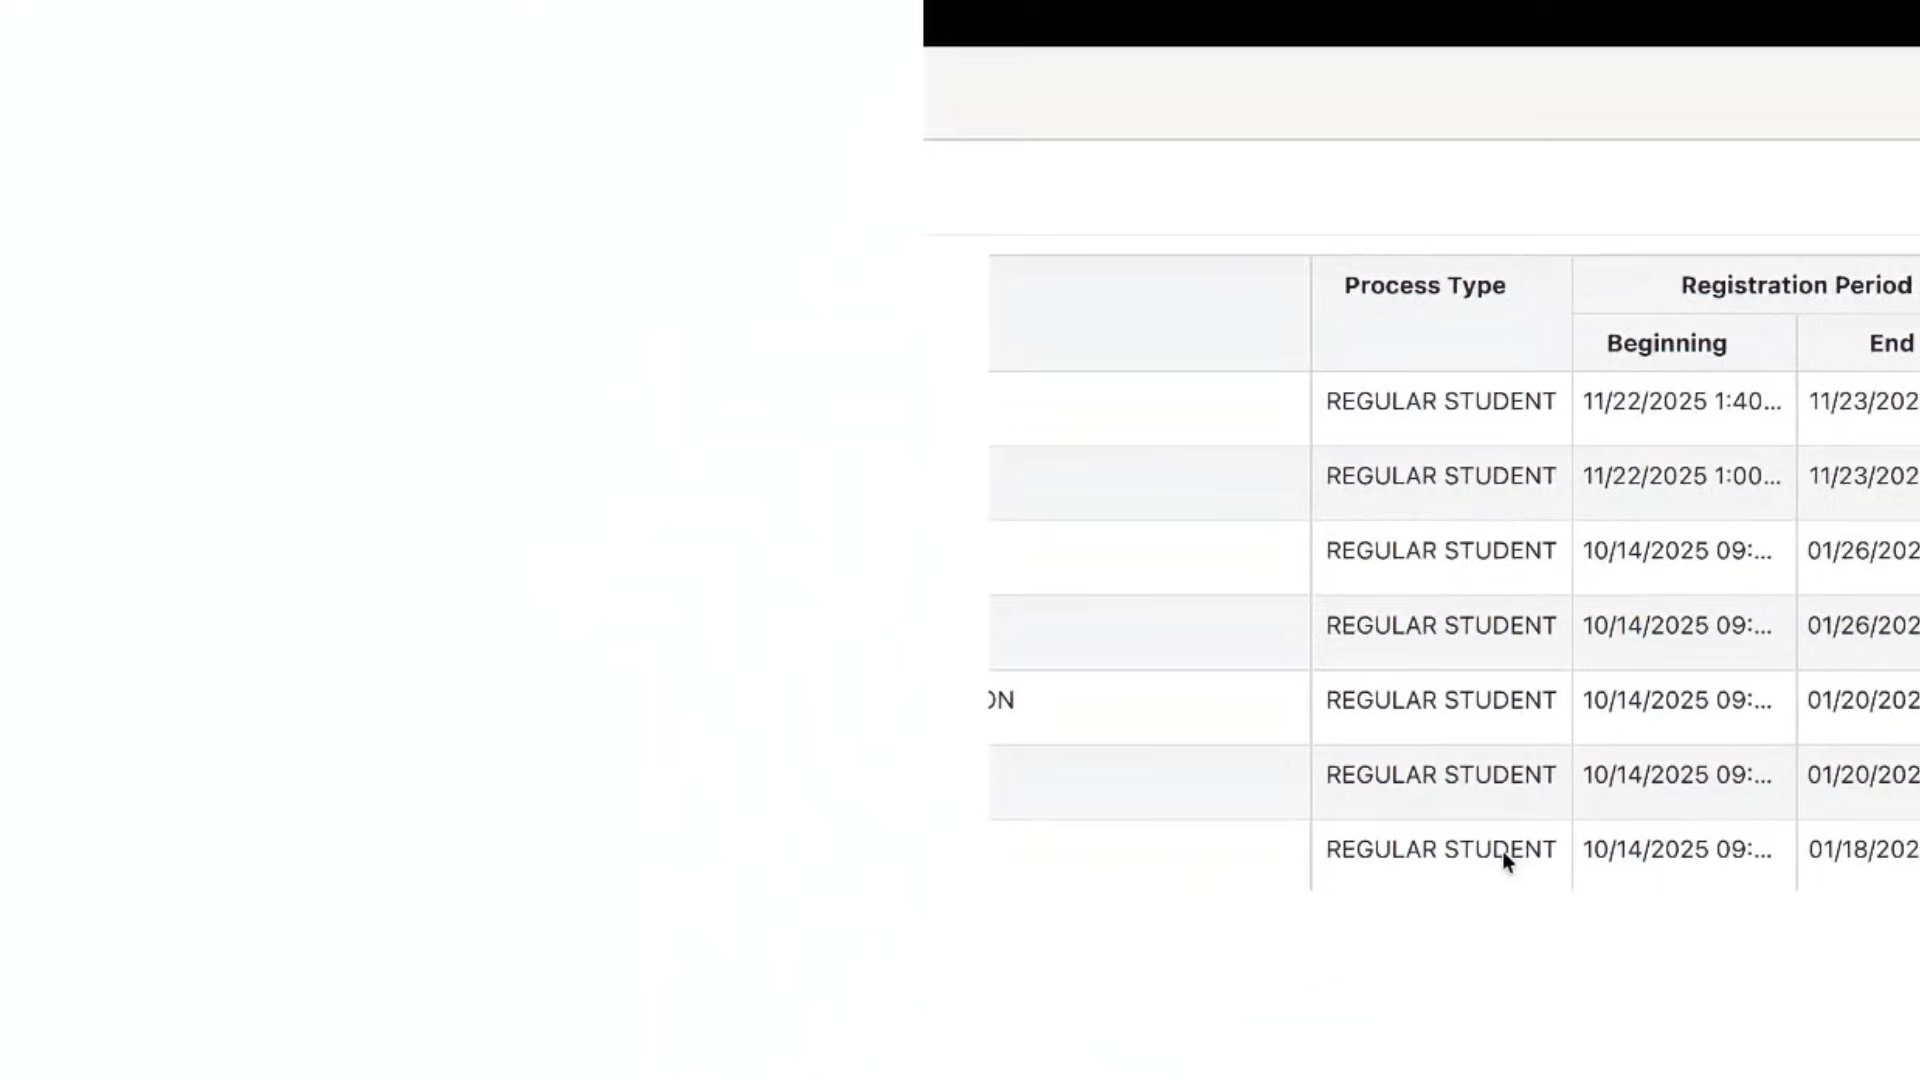 Process Type Registration Period
Beginning End
REGULAR STUDENT 11/22/2025 1:40... 11/23/202
REGULAR STUDENT 11/22/2025 1:00... 11/23/202
REGULAR STUDENT 10/14/2025 09:... 01/26/202
REGULAR STUDENT 10/14/2025 09:... 01/26/202
ON REGULAR STUDENT 10/14/2025 09:... 01/20/202
REGULAR STUDENT 10/14/2025 09:... 01/20/202
REGULAR STUDENT 10/14/2025 09:... 01/18/202